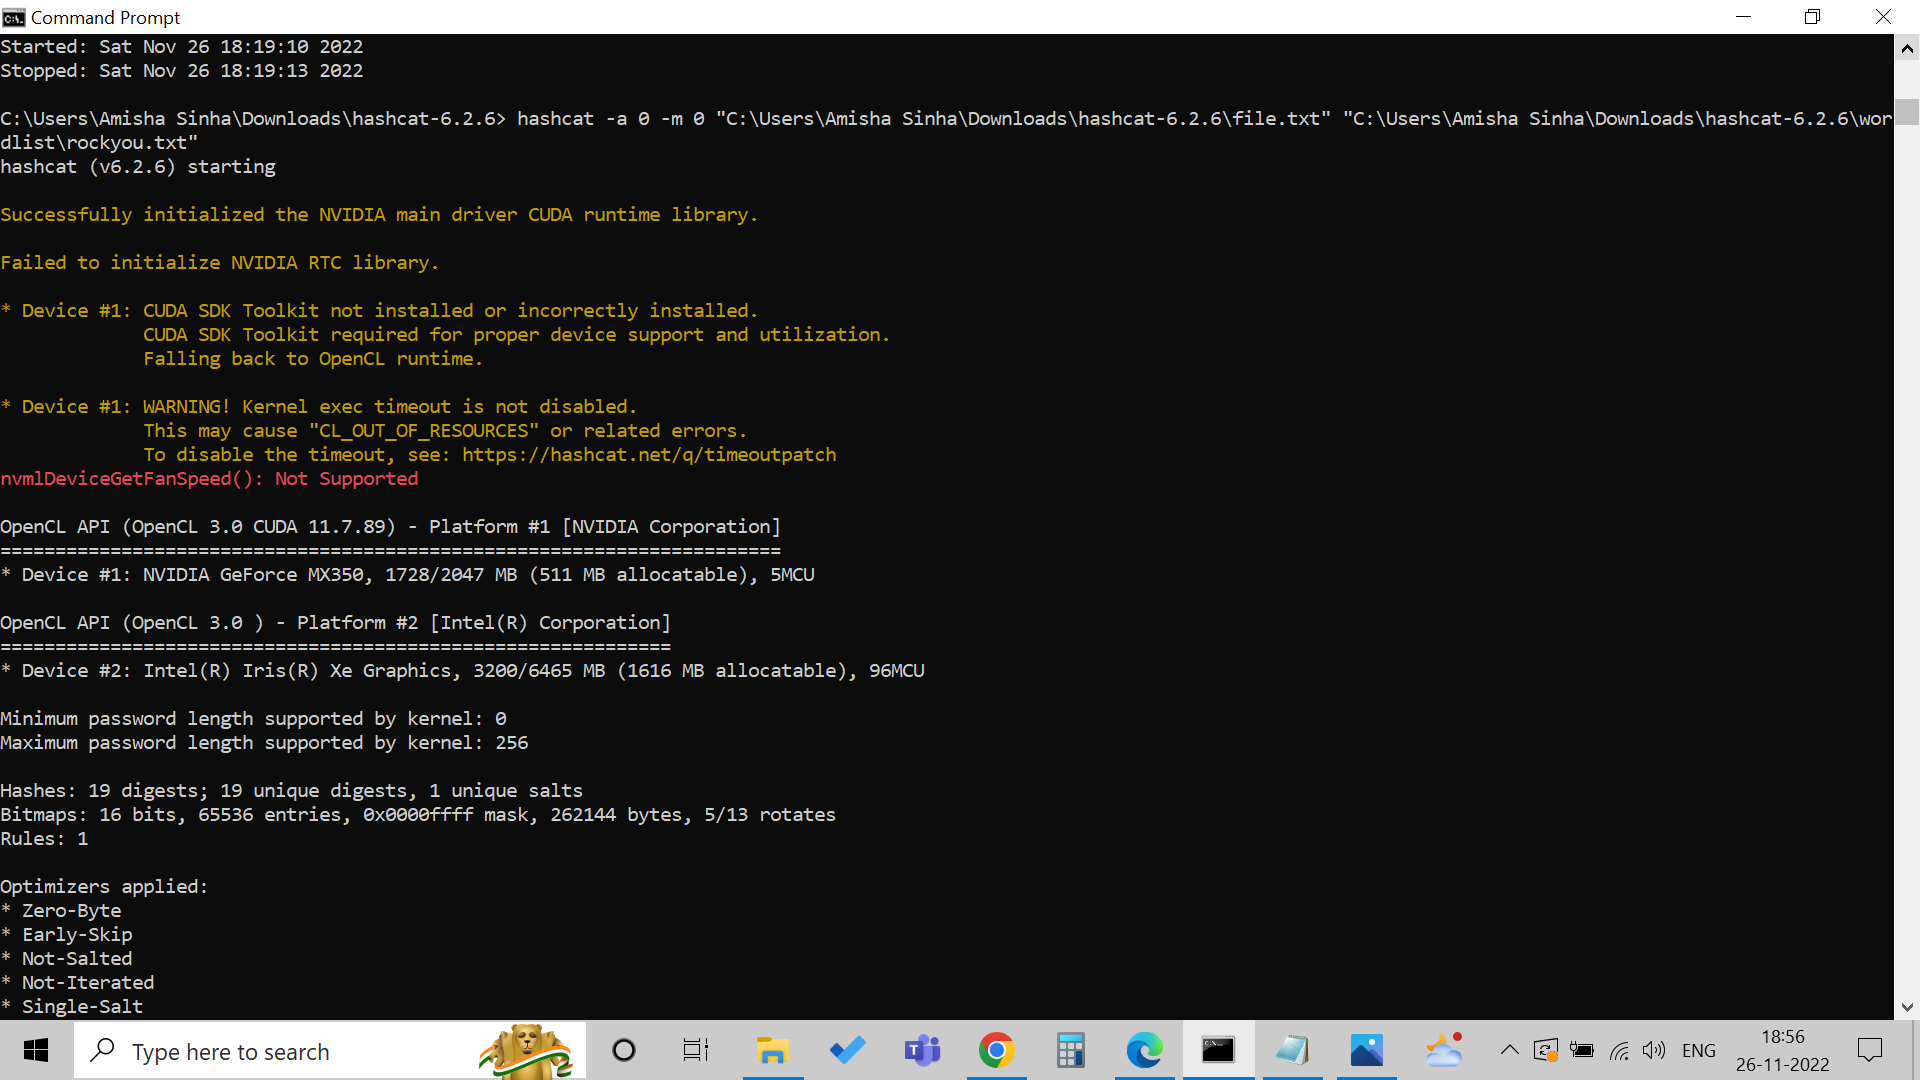 Command Prompt
Started: Sat Nov 26 18:19:10 2022
Stopped: Sat Nov 26 18:19:13 2022
C:\Users\Amisha Sinha\Downloads\hashcat-6.2.6> hashcat -a 0 -m 0 "C:\Users\Amisha Sinha\Downloads\hashcat-6.2.6\file.txt" "C:\Users\Amisha Sinha\Downloads\hashcat-6.2.6\wor
dlist\rockyou.txt"
hashcat (v6.2.6) starting
Successfully initialized the NVIDIA main driver CUDA runtime library.
Failed to initialize NVIDIA RTC library.
* Device #1: CUDA SDK Toolkit not installed or incorrectly installed.
CUDA SDK Toolkit required for proper device support and utilization.
Falling back to OpenCL runtime.
* Device #1: WARNING! Kernel exec timeout is not disabled.
This may cause "CL_OUT_OF_RESOURCES" or related errors.
To disable the timeout, see: https://hashcat.net/q/timeoutpatch
nvmlDeviceGetFanSpeed(): Not Supported
OpenCL API (OpenCL 3.0 CUDA 11.7.89) - Platform #1 [NVIDIA Corporation]
=======================================================================
* Device #1: NVIDIA GeForce MX350, 1728/2047 MB (511 MB allocatable), 5MCU
OpenCL API (OpenCL 3.0 ) - Platform #2 [Intel(R) Corporation]
=============================================================
* Device #2: Intel(R) Iris(R) Xe Graphics, 3200/6465 MB (1616 MB allocatable), 96MCU
Minimum password length supported by kernel: 0
Maximum password length supported by kernel: 256
Hashes: 19 digests; 19 unique digests, 1 unique salts
Bitmaps: 16 bits, 65536 entries, 0x0000ffff mask, 262144 bytes, 5/13 rotates
Rules: 1
Optimizers applied:
* Zero-Byte
* Early-Skip
* Not-Salted
* Not-Iterated
* Single-Salt
Type here to search
ENG
18:56
26-11-2022